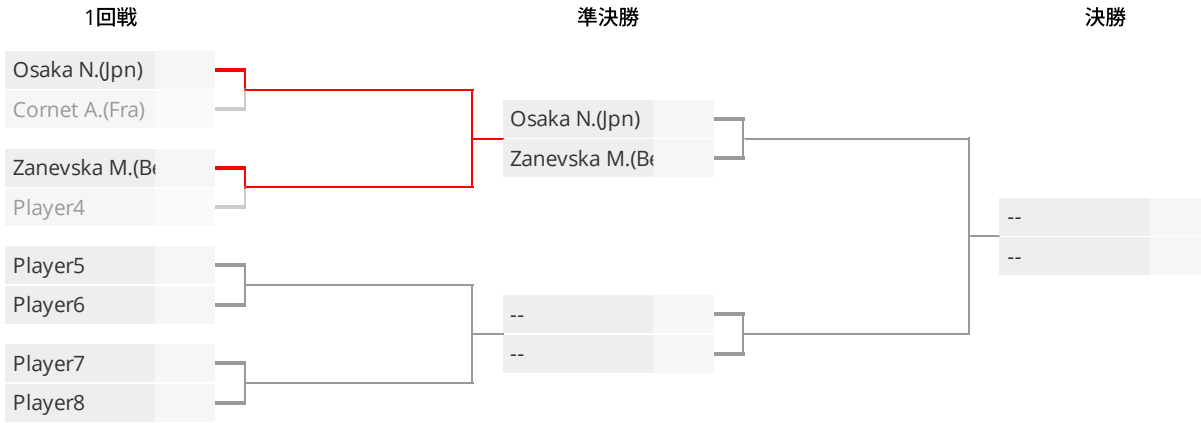 1回戦
準決勝
決勝
Osaka N.(Jpn)
Cornet A.(Fra)
Zanevska M.(Be
Player4
Player5
Player6
Player7
Player8
Osaka N.(Jpn)
Zanevska M.(Be
--
--
--
--